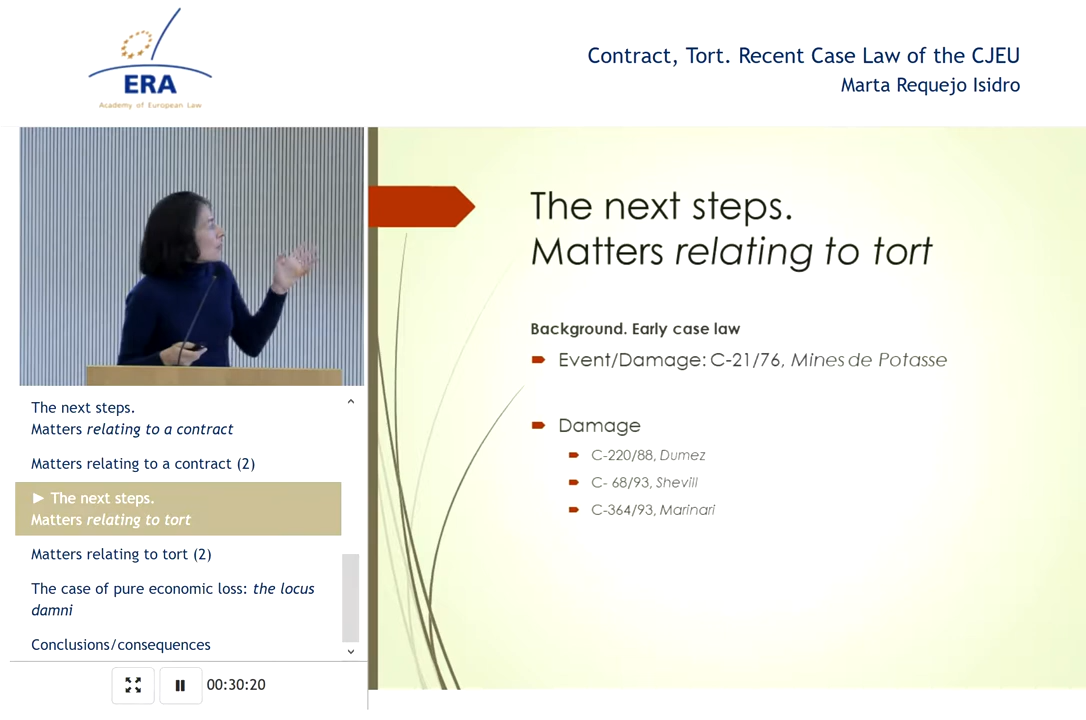 ERA
Academy of European Law
Contract, Tort. Recent Case Law of the CJEU
Marta Requejo Isidro
The next steps.
Matters relating to tort
Background. Early case law
Event/Damage: C-21/76, Mines de Potasse
Damage
C-220/88, Dumez
C- 68/93, Shevill
C-364/93, Marinari
The next steps.
Matters relating to a contract
Matters relating to a contract (2)
The next steps.
Matters relating to tort
Matters relating to tort (2)
The case of pure economic loss: the locus
damni
Conclusions/consequences
00:30:20